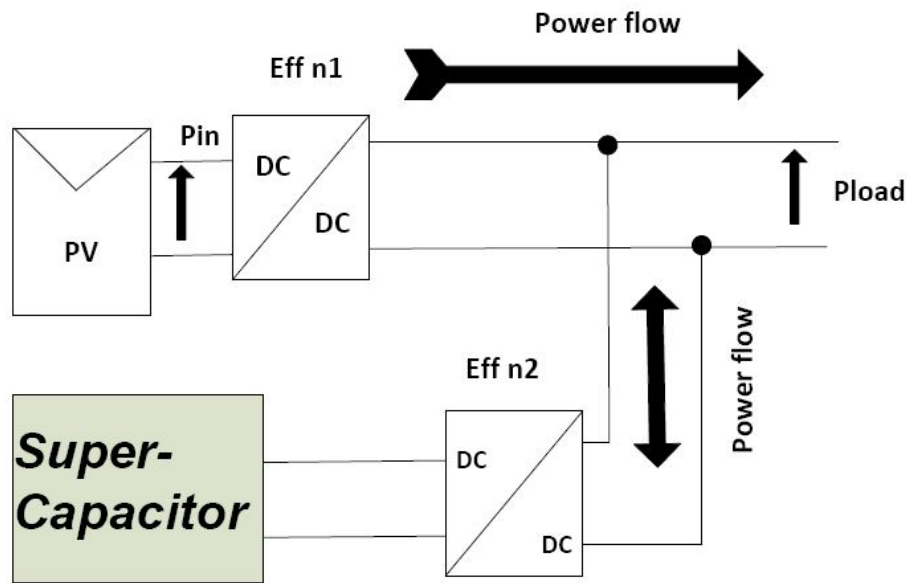 Power flow
Eff n1
Pin
DC
DC
PV
Pload
Eff n2
Power flow
Super-
Capacitor
DC
DC